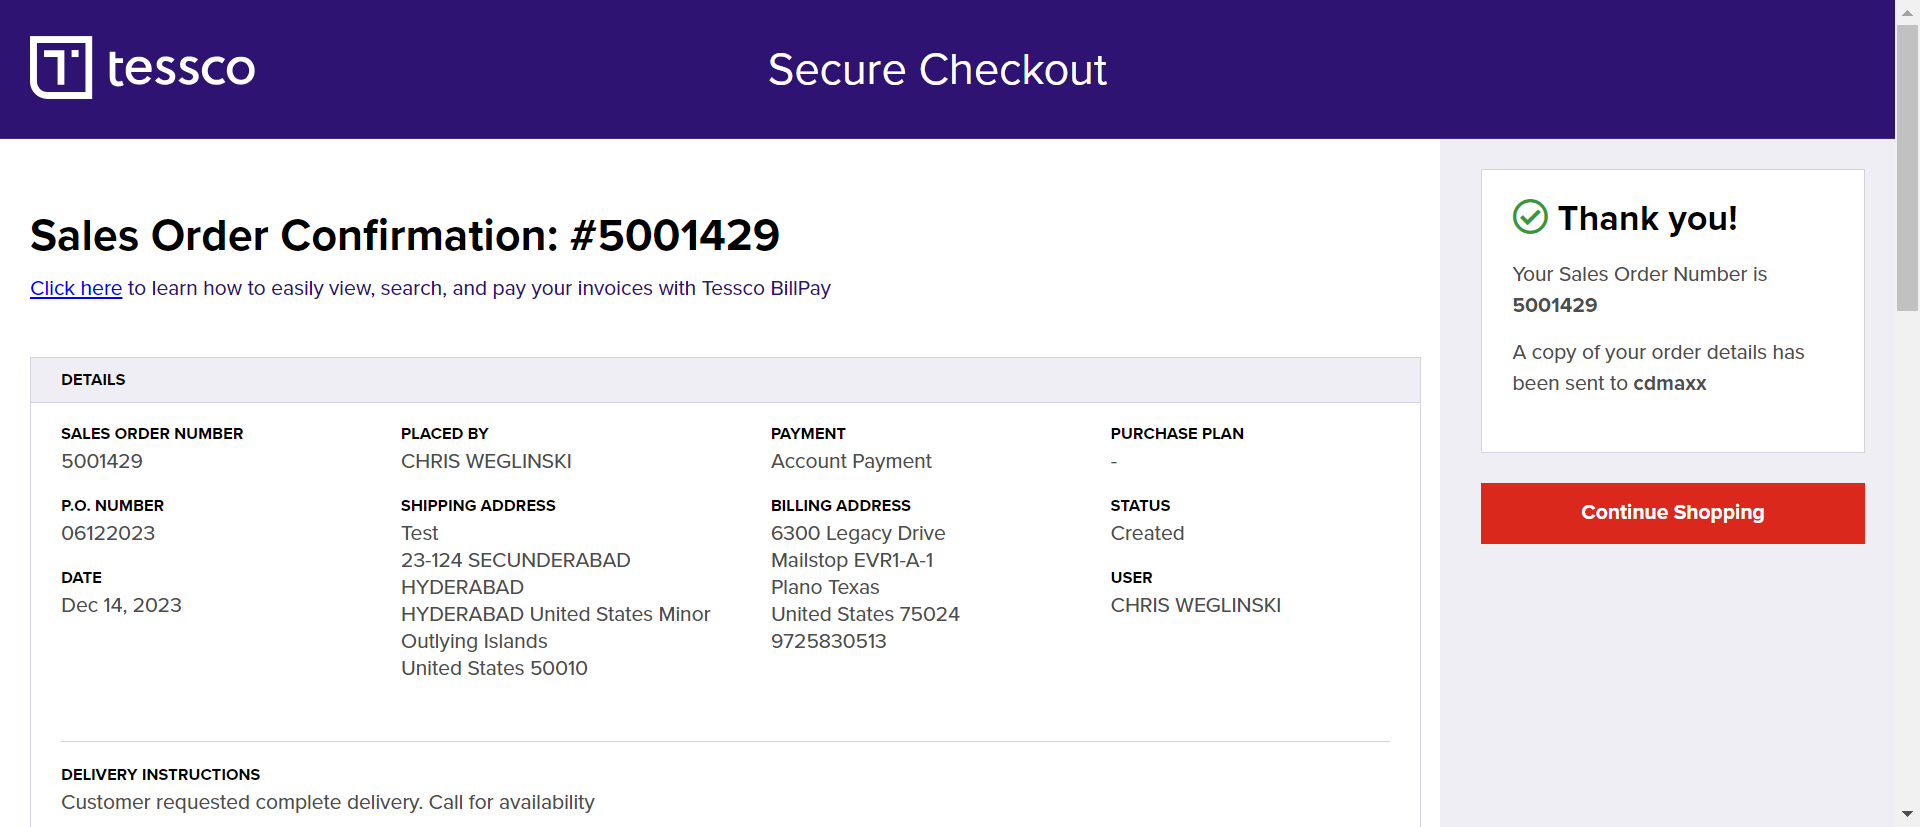 tessco
Secure Checkout
Sales Order Confirmation: #5001429
Click here to learn how to easily view, search, and pay your invoices with Tessco BillPay
DETAILS
SALES ORDER NUMBER
5001429
P.O. NUMBER
06122023
DATE
Dec 14, 2023
PLACED BY
CHRIS WEGLINSKI
SHIPPING ADDRESS
Test
23-124 SECUNDERABAD
HYDERABAD
HYDERABAD United States Minor
Outlying Islands
United States 50010
PAYMENT
Account Payment
BILLING ADDRESS
6300 Legacy Drive
Mailstop EVR1-A-1
Plano Texas
United States 75024
9725830513
PURCHASE PLAN
-
STATUS
Created
USER
CHRIS WEGLINSKI
DELIVERY INSTRUCTIONS
Customer requested complete delivery. Call for availability
Thank you!
Your Sales Order Number is
5001429
A copy of your order details has
been sent to cdmaxx
Continue Shopping